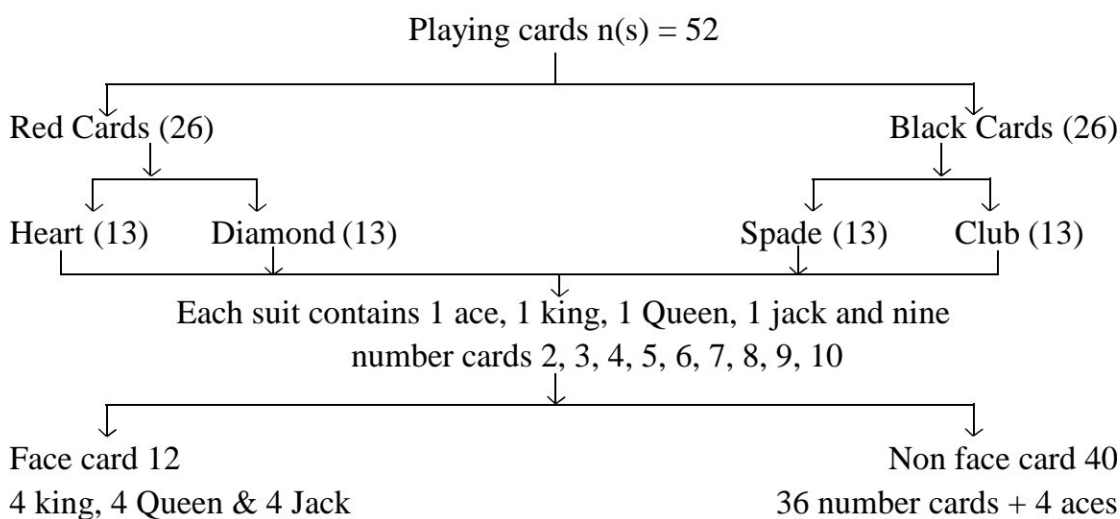 Playing cards n(s) = 52
Red Cards (26)
Black Cards (26)
Heart (13)
Diamond (13)
Spade (13)
Club (13)
Each suit contains 1 ace, 1 king, 1 Queen, 1 jack and nine
number cards 2, 3, 4, 5, 6, 7, 8, 9, 10
Face card 12
4 king, 4 Queen & 4 Jack
Non face card 40
36 number cards + 4 aces